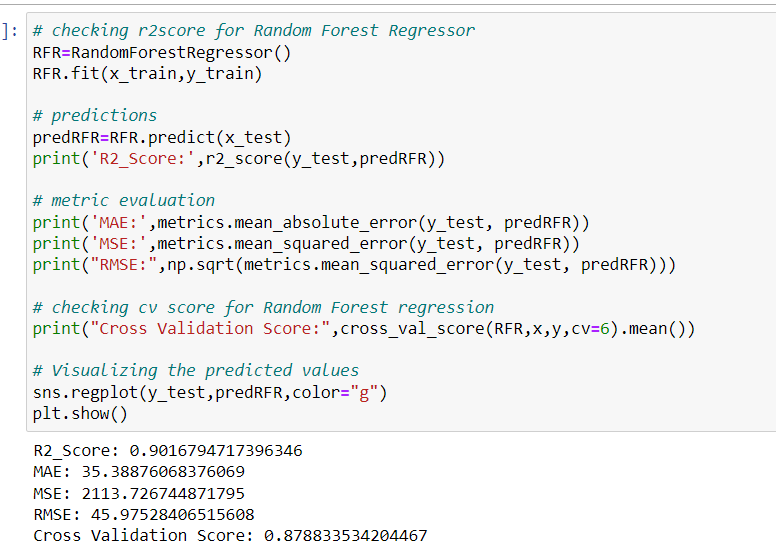 ]: # checking r2score for Random Forest Regressor
RFR=RandomForestRegressor()
RFR.fit(x_train,y_train)
# predictions
predRFR=RFR.predict(x_test)
print('R2_Score:',r2_score(y_test,predRFR))
# metric evaluation
print('MAE:',metrics.mean_absolute_error(y_test, predRFR))
print('MSE:',metrics.mean_squared_error(y_test, predRFR))
print("RMSE:",np.sqrt(metrics.mean_squared_error(y_test, predRFR)))
# checking cv score for Random Forest regression
print("Cross Validation Score:",cross_val_score(RFR,x,y,cv=6).mean())
# Visualizing the predicted values
sns.regplot(y_test,predRFR,color="g")
plt.show()
R2_Score: 0.9016794717396346
MAE: 35.38876068376069
MSE: 2113.726744871795
RMSE: 45.97528406515608
Cross Validation Score: 0.878833534204467